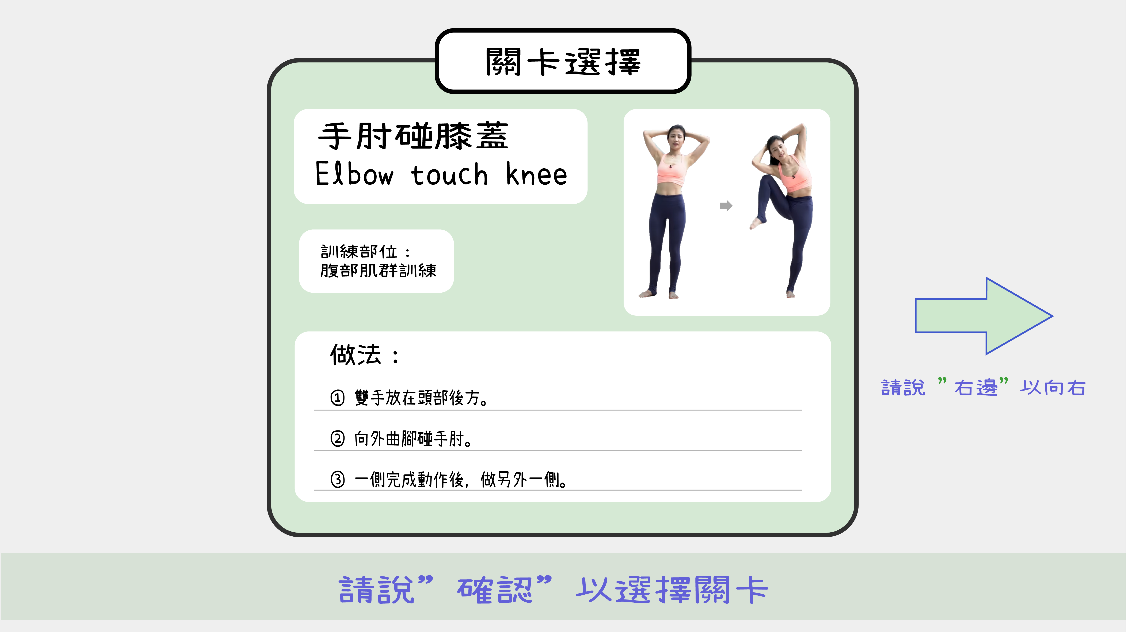 關卡選擇
手肘碰膝蓋
Elbow touch knee
訓練部位：
腹部肌群訓練
做法：
① 雙手放在頭部後方。
② 向外曲腳碰手肘。
③ 一側完成動作後，做另外一側。
請說 ”右邊” 以向右
請說”確認”以選擇關卡